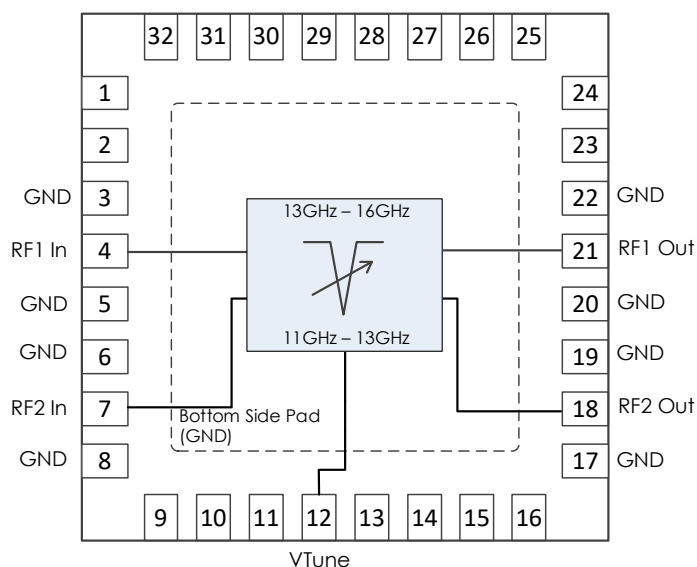 32 31 30 29 28 27 26 25
1 24
2 23
GND 3 13GHz – 16GHz 22 GND
RF1 In 4 21 RF1 Out
GND 5 20 GND
GND 6 11GHz – 13GHz 19 GND
RF2 In 7 Bottom Side Pad 18 RF2 Out
(GND)
GND 8 17 GND
9 10 11 12 13 14 15 16
VTune